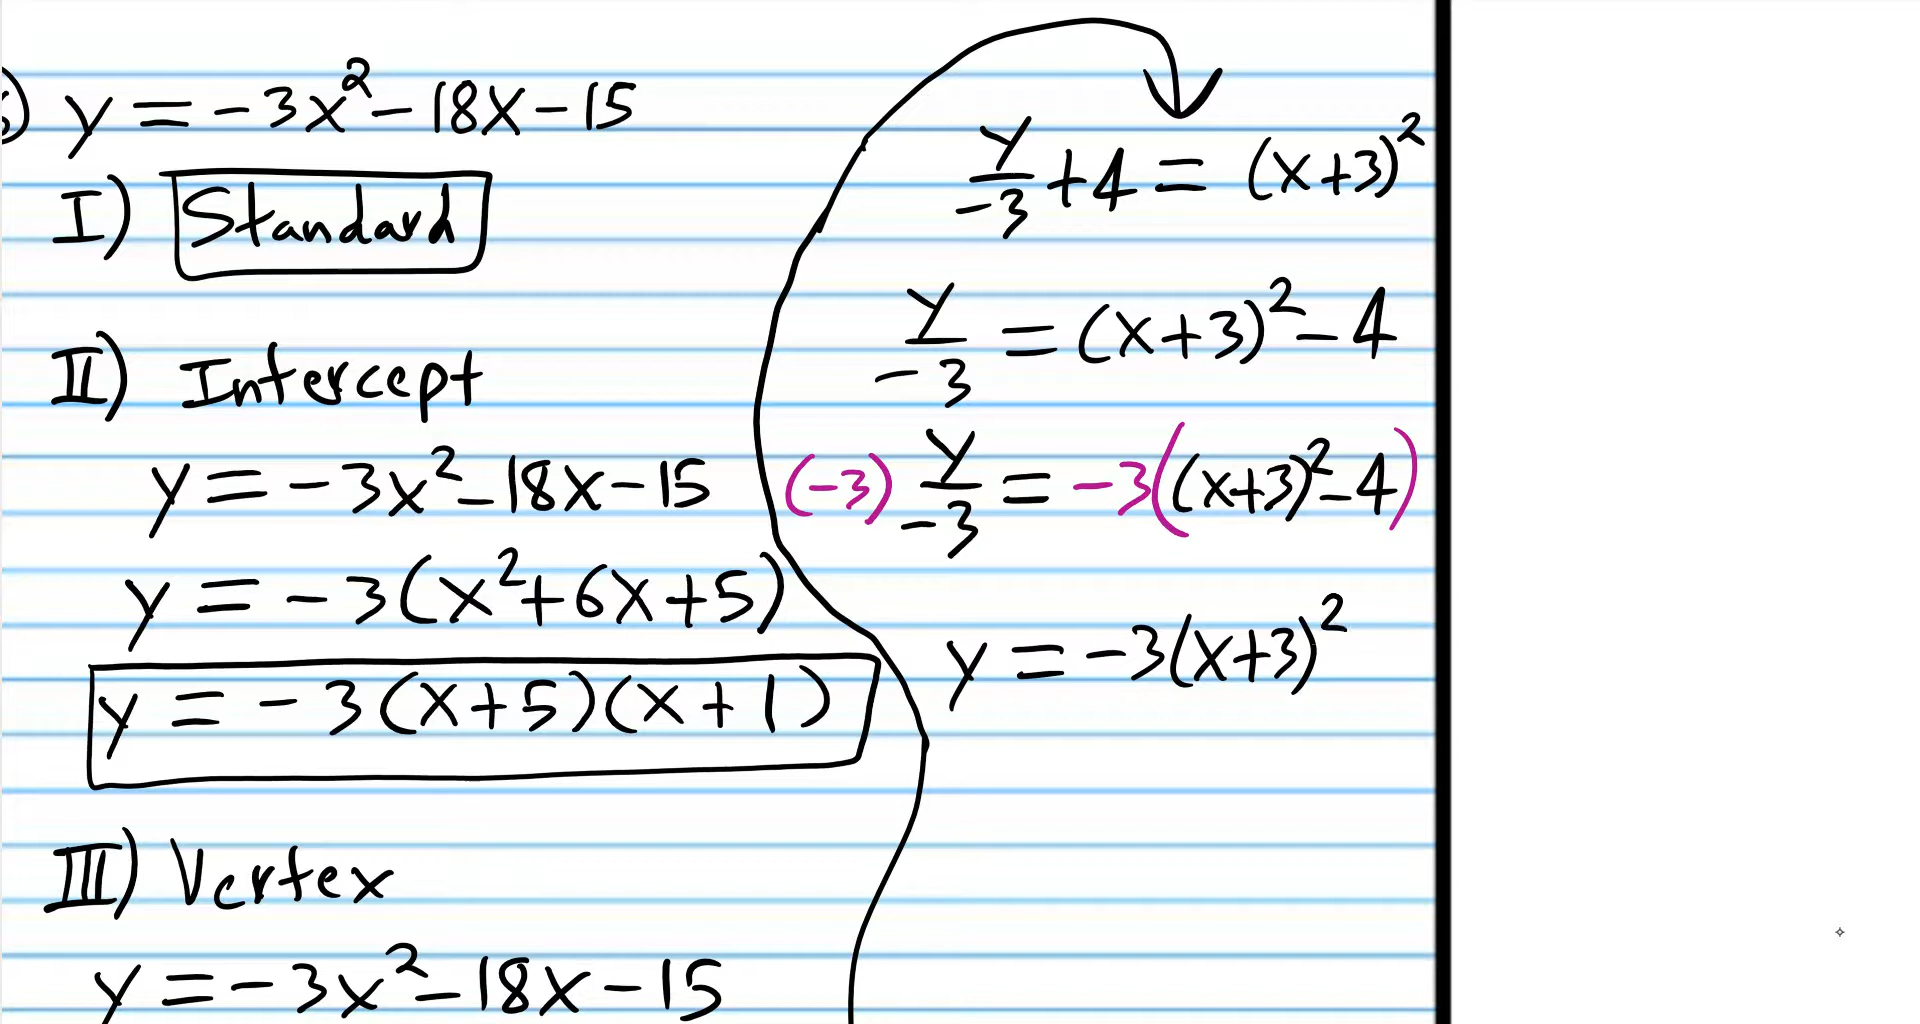 ) y = -3x² - 18x - 15
I) Standard
II) Intercept
y = -3x² - 18x - 15
y = -3(x² + 6x + 5)
y = -3(x + 5)(x + 1)
III) Vertex
y = -3x² - 18x - 15
y/-3 + 4 = (x + 3)²
y/-3 = (x + 3)² - 4
(-3) y/-3 = -3((x + 3)² - 4)
y = -3(x + 3)²